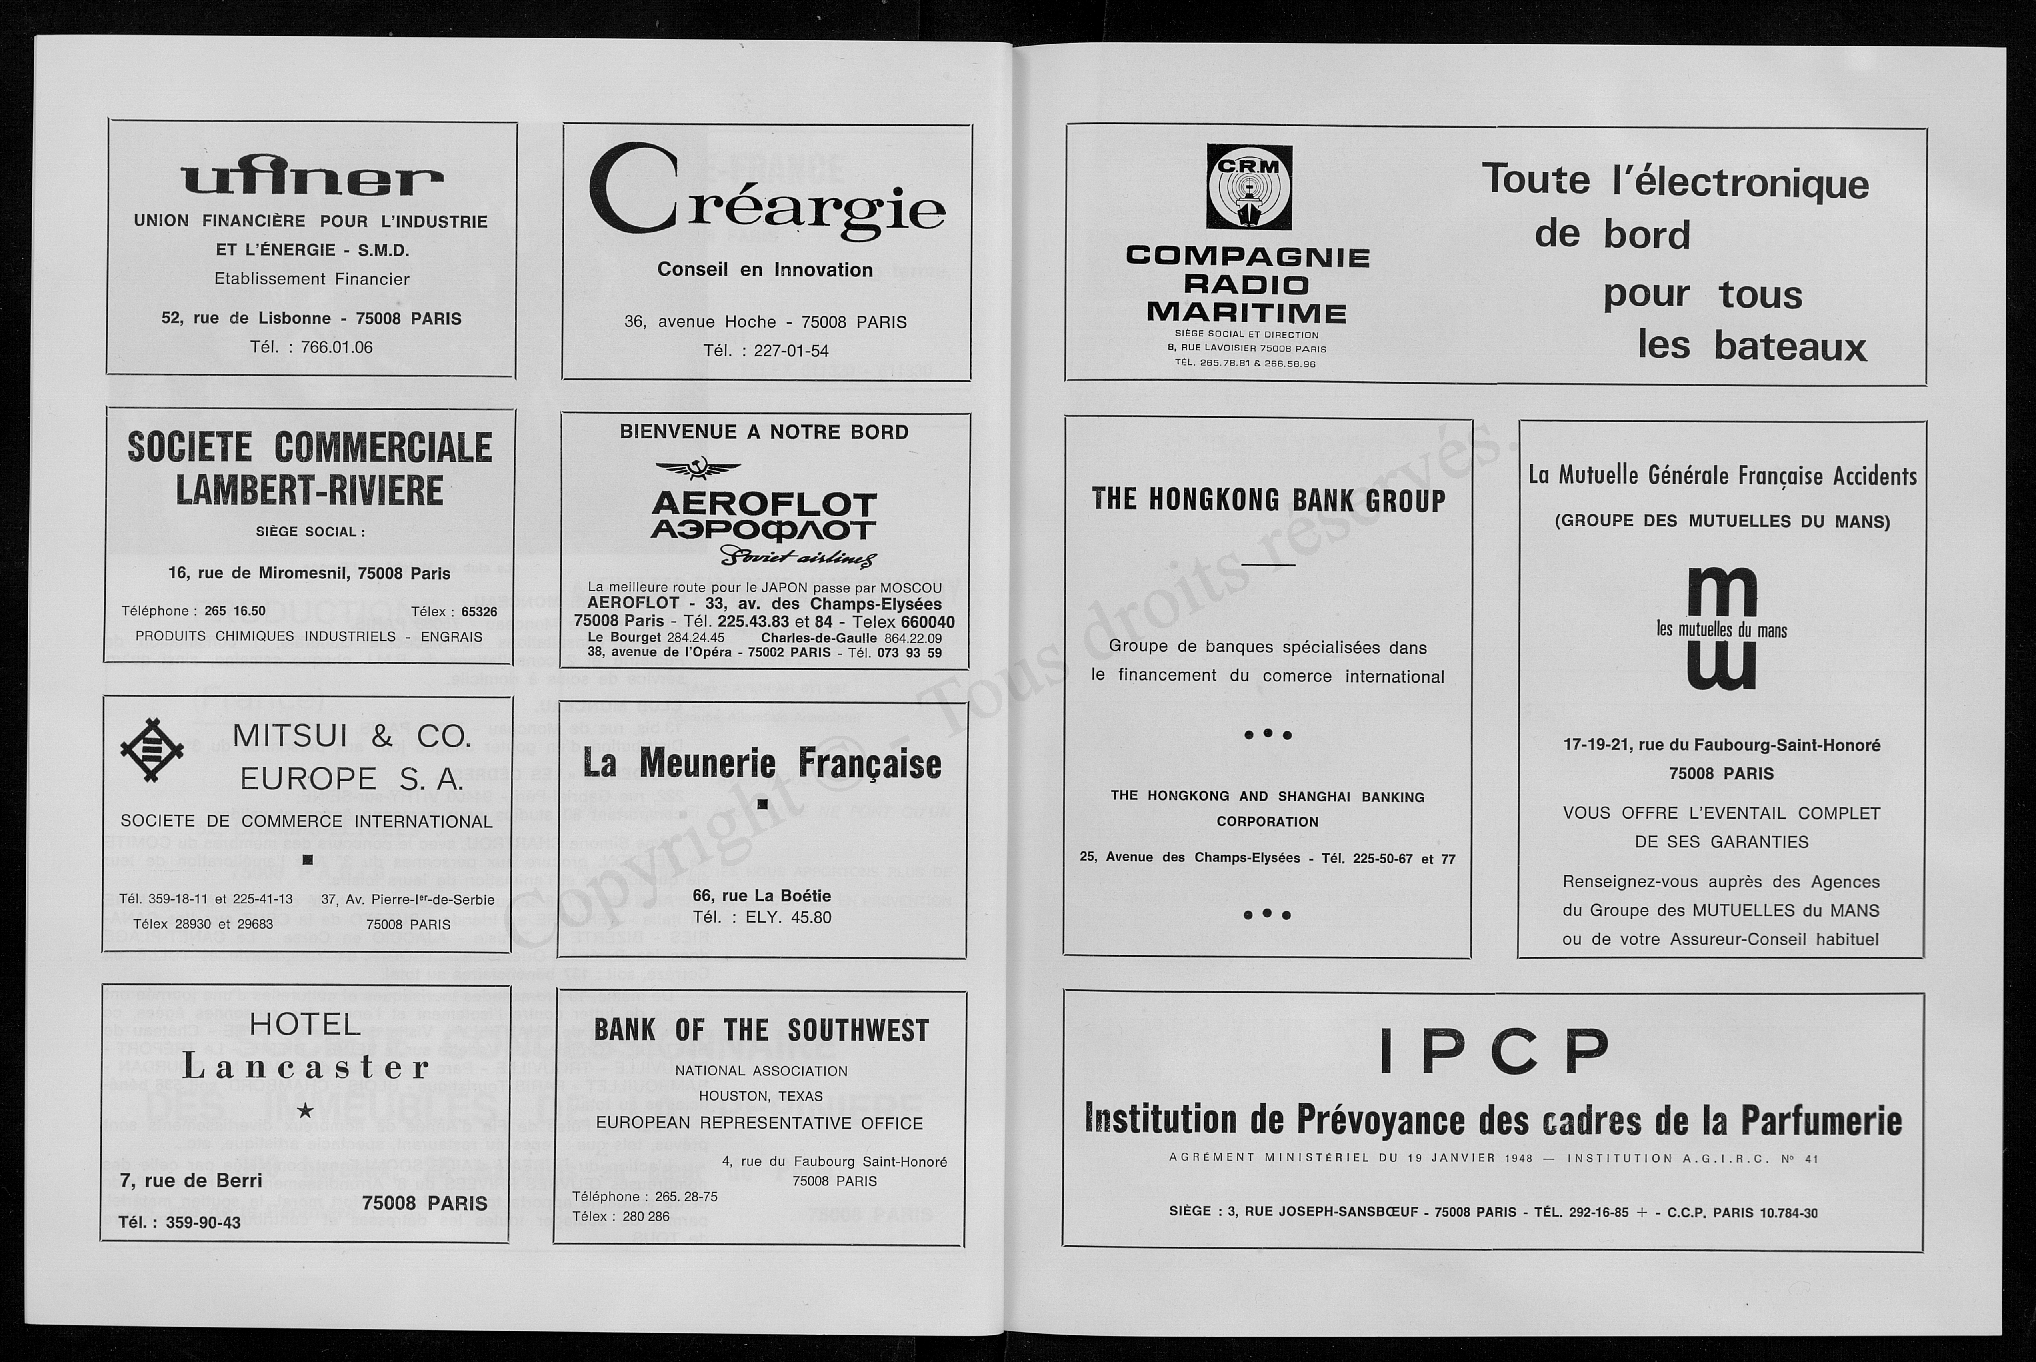 ufiner
UNION FINANCIÈRE POUR L'INDUSTRIE
ET L'ÉNERGIE - S.M.D.
Etablissement Financier
52, rue de Lisbonne - 75008 PARIS
Tél. : 766.01.06
Créargie
Conseil en Innovation
36, avenue Hoche - 75008 PARIS
Tél. : 227-01-54
SOCIETE COMMERCIALE
LAMBERT-RIVIERE
SIÈGE SOCIAL :
16, rue de Miromesnil, 75008 Paris
Téléphone : 265 16.50 Télex : 65326
PRODUITS CHIMIQUES INDUSTRIELS - ENGRAIS
BIENVENUE A NOTRE BORD
AEROFLOT
АЭРОФЛОТ
Soviet airlines
La meilleure route pour le JAPON passe par MOSCOU
AEROFLOT - 33, av. des Champs-Elysées
75008 Paris - Tél. 225.43.83 et 84 - Telex 660040
Le Bourget 284.24.45 Charles-de-Gaulle 864.22.09
38, avenue de l'Opéra - 75002 PARIS - Tél. 073 93 59
MITSUI & CO.
EUROPE S. A.
SOCIETE DE COMMERCE INTERNATIONAL
Tél. 359-18-11 et 225-41-13 37, Av. Pierre-Ier-de-Serbie
Télex 28930 et 29683 75008 PARIS
La Meunerie Française
66, rue La Boétie
Tél. : ELY. 45.80
HOTEL
Lancaster
7, rue de Berri
75008 PARIS
Tél. : 359-90-43
BANK OF THE SOUTHWEST
NATIONAL ASSOCIATION
HOUSTON, TEXAS
EUROPEAN REPRESENTATIVE OFFICE
4, rue du Faubourg Saint-Honoré
75008 PARIS
Téléphone : 265. 28-75
Télex : 280 286
C.R.M
COMPAGNIE
RADIO
MARITIME
SIÈGE SOCIAL ET DIRECTION
8, RUE LAVOISIER 75008 PARIS
TÉL. 265.78.81 & 266.58.96
Toute l'électronique
de bord
pour tous
les bateaux
THE HONGKONG BANK GROUP
Groupe de banques spécialisées dans
le financement du comerce international
THE HONGKONG AND SHANGHAI BANKING
CORPORATION
25, Avenue des Champs-Elysées - Tél. 225-50-67 et 77
La Mutuelle Générale Française Accidents
(GROUPE DES MUTUELLES DU MANS)
m
les mutuelles du mans
17-19-21, rue du Faubourg-Saint-Honoré
75008 PARIS
VOUS OFFRE L'EVENTAIL COMPLET
DE SES GARANTIES
Renseignez-vous auprès des Agences
du Groupe des MUTUELLES du MANS
ou de votre Assureur-Conseil habituel
I P C P
Institution de Prévoyance des cadres de la Parfumerie
AGRÉMENT MINISTÉRIEL DU 19 JANVIER 1948 — INSTITUTION A.G.I.R.C. N° 41
SIÈGE : 3, RUE JOSEPH-SANSBŒUF - 75008 PARIS - TÉL. 292-16-85 + - C.C.P. PARIS 10.784-30
Copyright © - Tous droits réservés.